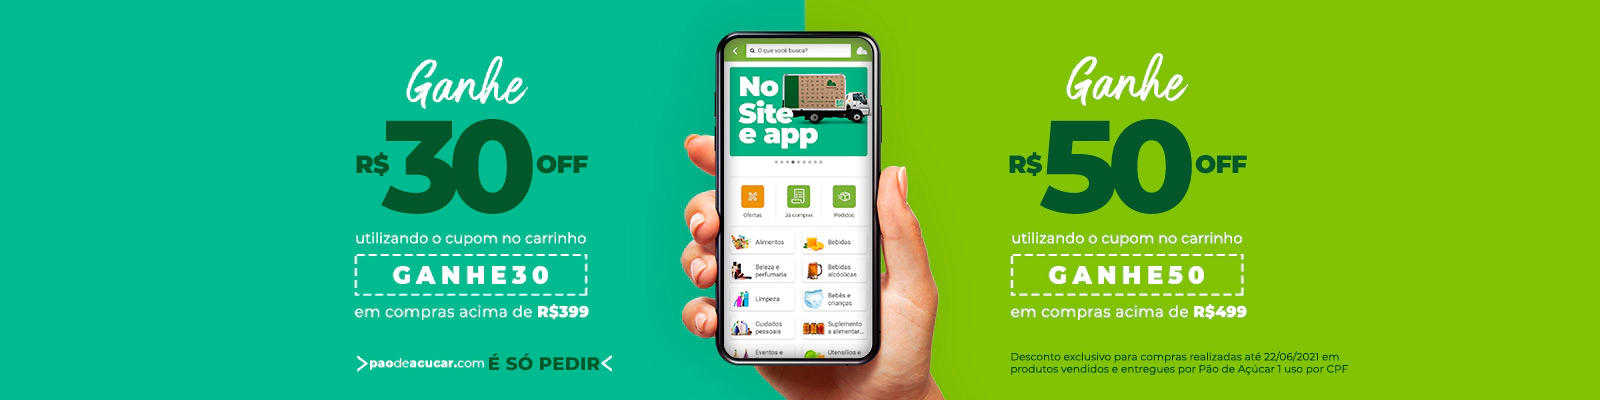 Ganhe
R$30 OFF
utilizando o cupom no carrinho
GANHE30
em compras acima de R$399
paodeacucar.com É SÓ PEDIR
O que você busca?
No
Site
e app
Ofertas
Já comprei
Pedidos
Alimentos
Bebidas
Beleza e
perfumaria
Bebidas
alcóolicas
Limpeza
Bebês e
crianças
Cuidados
pessoais
Suplemento
s alimentar...
Eventos e
Utensílios e
Ganhe
R$50 OFF
utilizando o cupom no carrinho
GANHE50
em compras acima de R$499
Desconto exclusivo para compras realizadas até 22/06/2021 em
produtos vendidos e entregues por Pão de Açúcar 1 uso por CPF